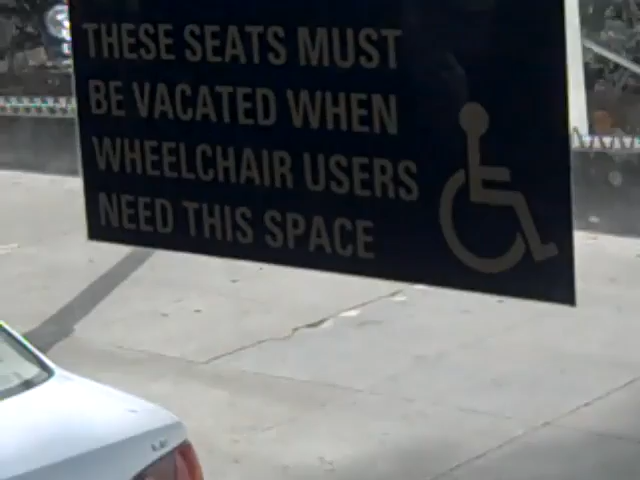 THESE SEATS MUST
BE VACATED WHEN
WHEELCHAIR USERS
NEED THIS SPACE